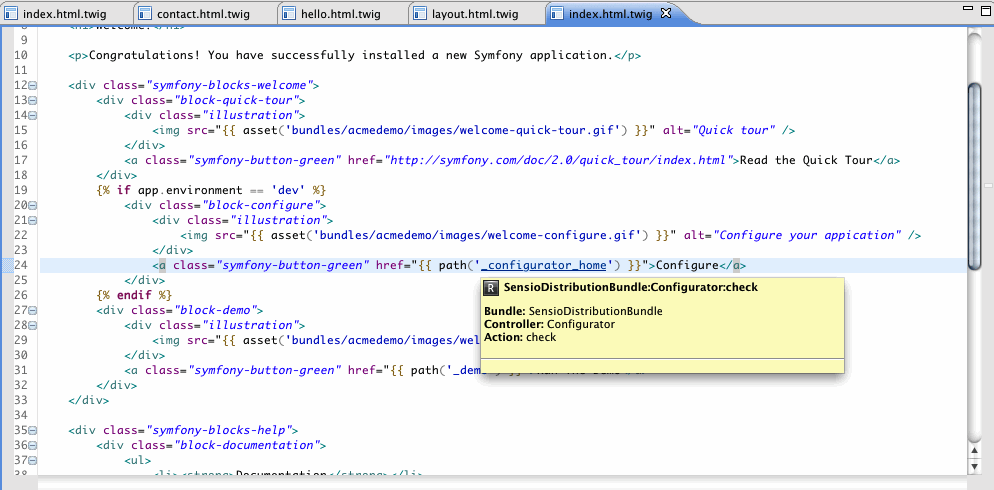 index.html.twig contact.html.twig hello.html.twig layout.html.twig index.html.twig
9
10 <p>Congratulations! You have successfully installed a new Symfony application.</p>
11
12 <div class="symfony-blocks-welcome">
13 <div class="block-quick-tour">
14 <div class="illustration">
15 <img src="{{ asset('bundles/acmedemo/images/welcome-quick-tour.gif') }}" alt="Quick tour" />
16 </div>
17 <a class="symfony-button-green" href="http://symfony.com/doc/2.0/quick_tour/index.html">Read the Quick Tour</a>
18 </div>
19 {% if app.environment == 'dev' %}
20 <div class="block-configure">
21 <div class="illustration">
22 <img src="{{ asset('bundles/acmedemo/images/welcome-configure.gif') }}" alt="Configure your appication" />
23 </div>
24 <a class="symfony-button-green" href="{{ path('_configurator_home') }}">Configure</a>
25 </div>
26 {% endif %}
27 <div class="block-demo">
28 <div class="illustration">
29 <img src="{{ asset('bundles/acmedemo/images/wel
30 </div>
31 <a class="symfony-button-green" href="{{ path('_dem
32 </div>
33 </div>
34
35 <div class="symfony-blocks-help">
36 <div class="block-documentation">
37 <ul>
38 <li><strong>Documentation</strong></li>
R SensioDistributionBundle:Configurator:check
Bundle: SensioDistributionBundle
Controller: Configurator
Action: check